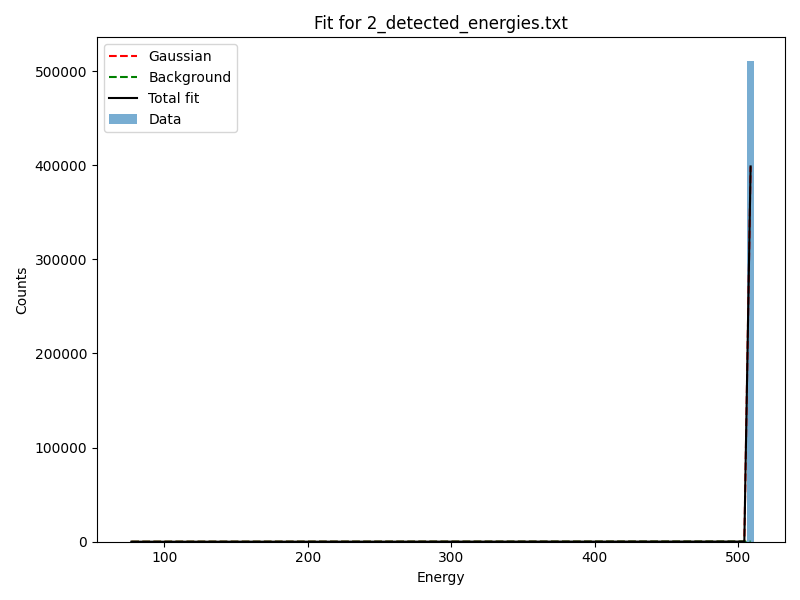 Fit for 2_detected_energies.txt
Gaussian
Background
Total fit
Data
500000
400000
300000
200000
100000
0
Counts
100
200
300
400
500
Energy